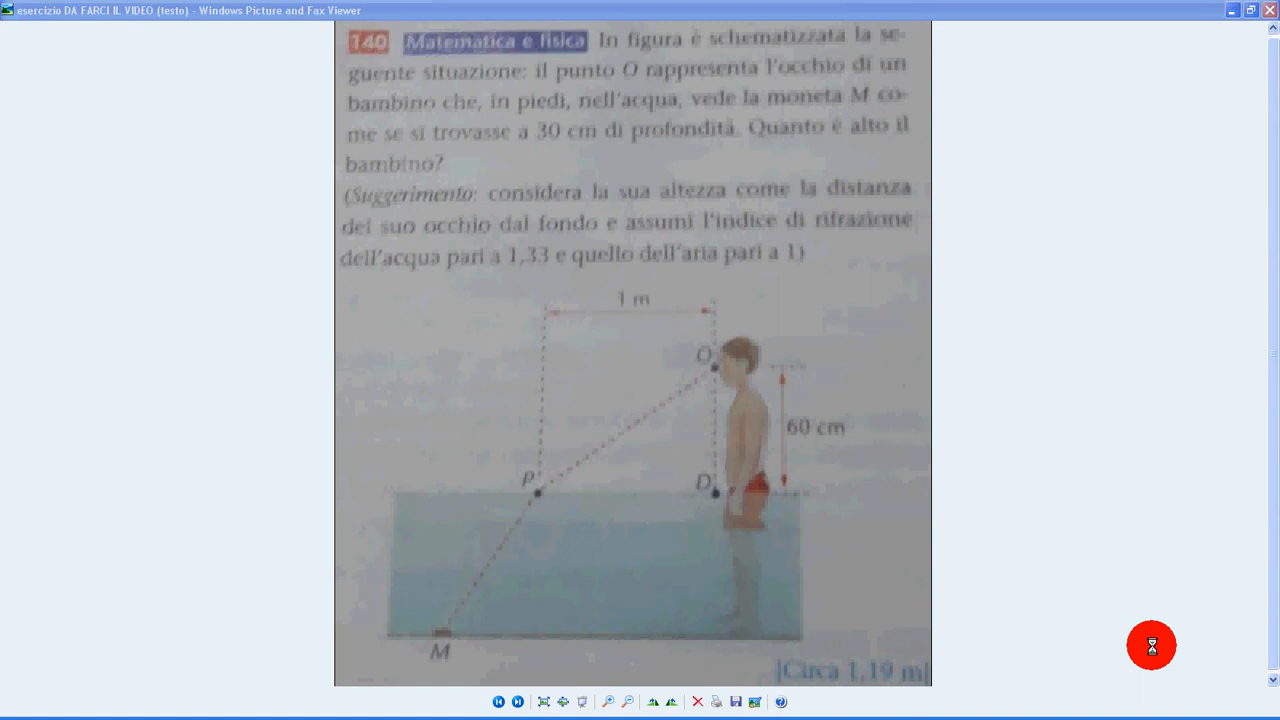 esercizio DA FARCI IL VIDEO (testo) - Windows Picture and Fax Viewer
140 Matematica e fisica In figura è schematizzata la se-
guente situazione: il punto O rappresenta l'occhio di un
bambino che, in piedi, nell'acqua, vede la moneta M co-
me se si trovasse a 30 cm di profondità. Quanto è alto il
bambino?
(Suggerimento: considera la sua altezza come la distanza
del suo occhio dal fondo e assumi l'indice di rifrazione
dell'acqua pari a 1,33 e quello dell'aria pari a 1)
1 m
O
60 cm
P
D
M
[Circa 1,19 m]